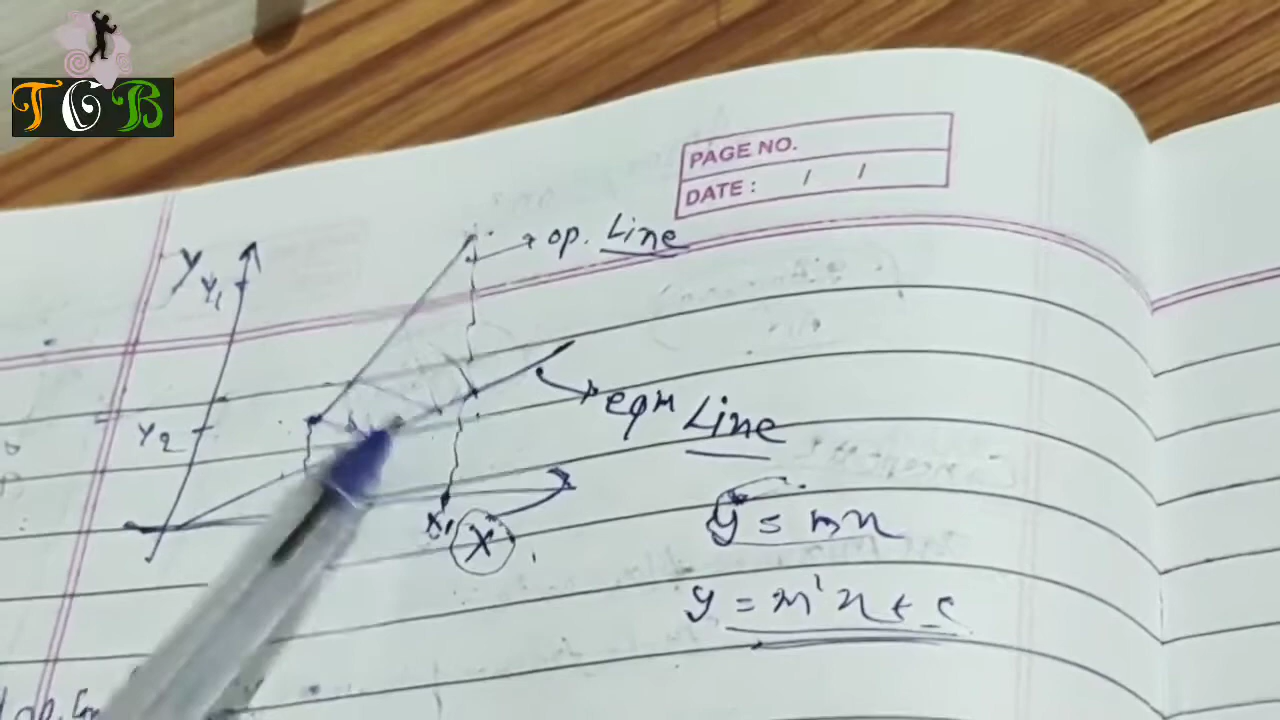 TGB
PAGE NO.
DATE : / /
op. Line
Y
Y1
eqm Line
Y2
X1
X
y = mx
y = m'x + c